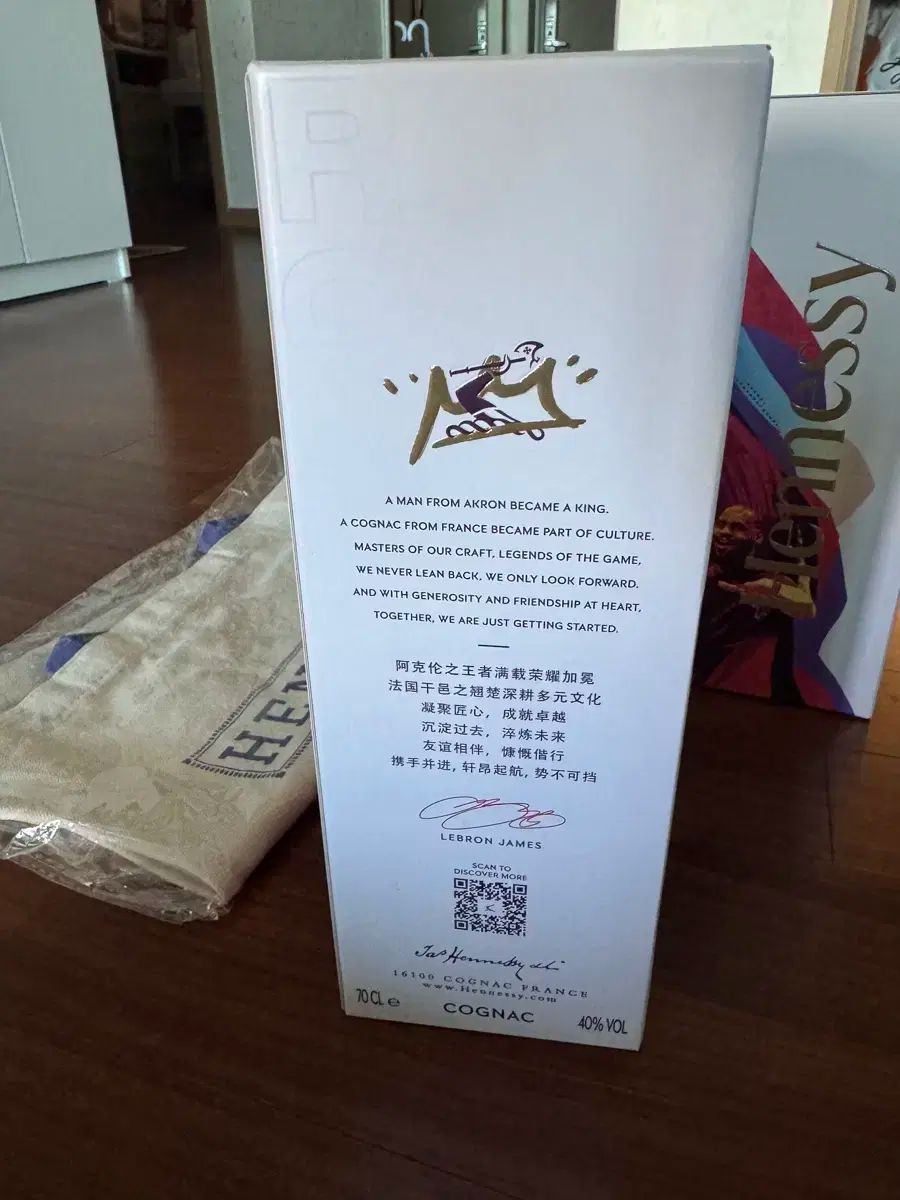 A MAN FROM AKRON BECAME A KING.
A COGNAC FROM FRANCE BECAME PART OF CULTURE.
MASTERS OF OUR CRAFT, LEGENDS OF THE GAME,
WE NEVER LEAN BACK, WE ONLY LOOK FORWARD.
AND WITH GENEROSITY AND FRIENDSHIP AT HEART,
TOGETHER, WE ARE JUST GETTING STARTED.
阿克伦之王者满载荣耀加冕
法国干邑之翘楚深耕多元文化
凝聚匠心，成就卓越
沉淀过去，淬炼未来
友谊相伴，慷慨偕行
携手并进，轩昂起航，势不可挡
LEBRON JAMES
SCAN TO
DISCOVER MORE
Jas Hennessy & Co
16100 COGNAC FRANCE
www.Hennessy.com
70 CL e
COGNAC
40% VOL
Hennessy
HEN